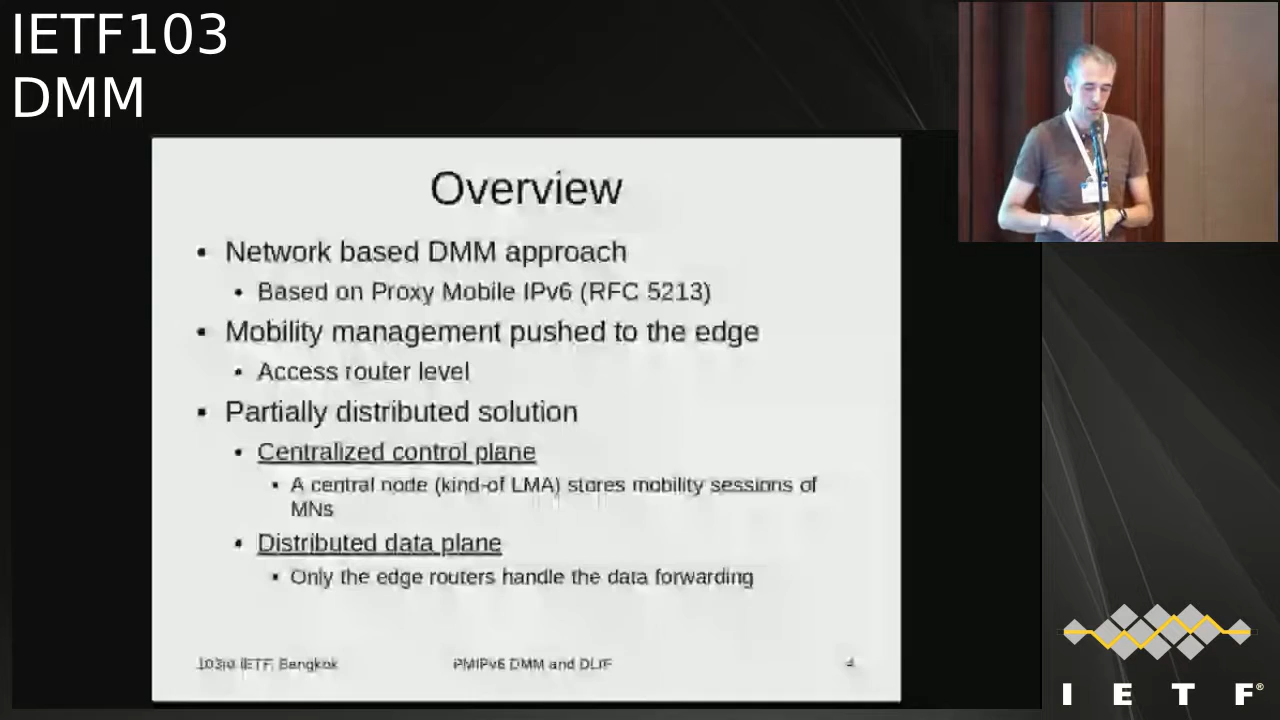 IETF103
DMM
Overview
• Network based DMM approach
• Based on Proxy Mobile IPv6 (RFC 5213)
• Mobility management pushed to the edge
• Access router level
• Partially distributed solution
• Centralized control plane
• A central node (kind-of LMA) stores mobility sessions of
MNs
• Distributed data plane
• Only the edge routers handle the data forwarding
103rd IETF, Bangkok
PMIPv6 DMM and DLIF
4
I E T F®